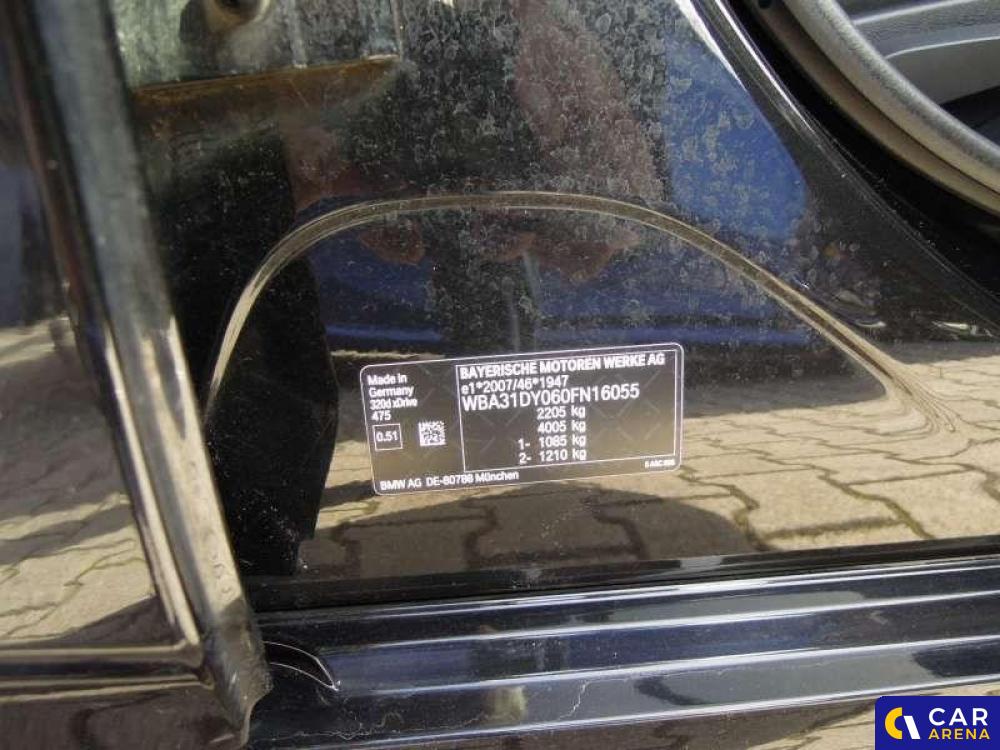 Made in
Germany
320d xDrive
475
0.51
BAYERISCHE MOTOREN WERKE AG
e1*2007/46*1947
WBA31DY060FN16055
2205 kg
4005 kg
1- 1085 kg
2- 1210 kg
BMW AG DE-80788 München
CAR
ARENA